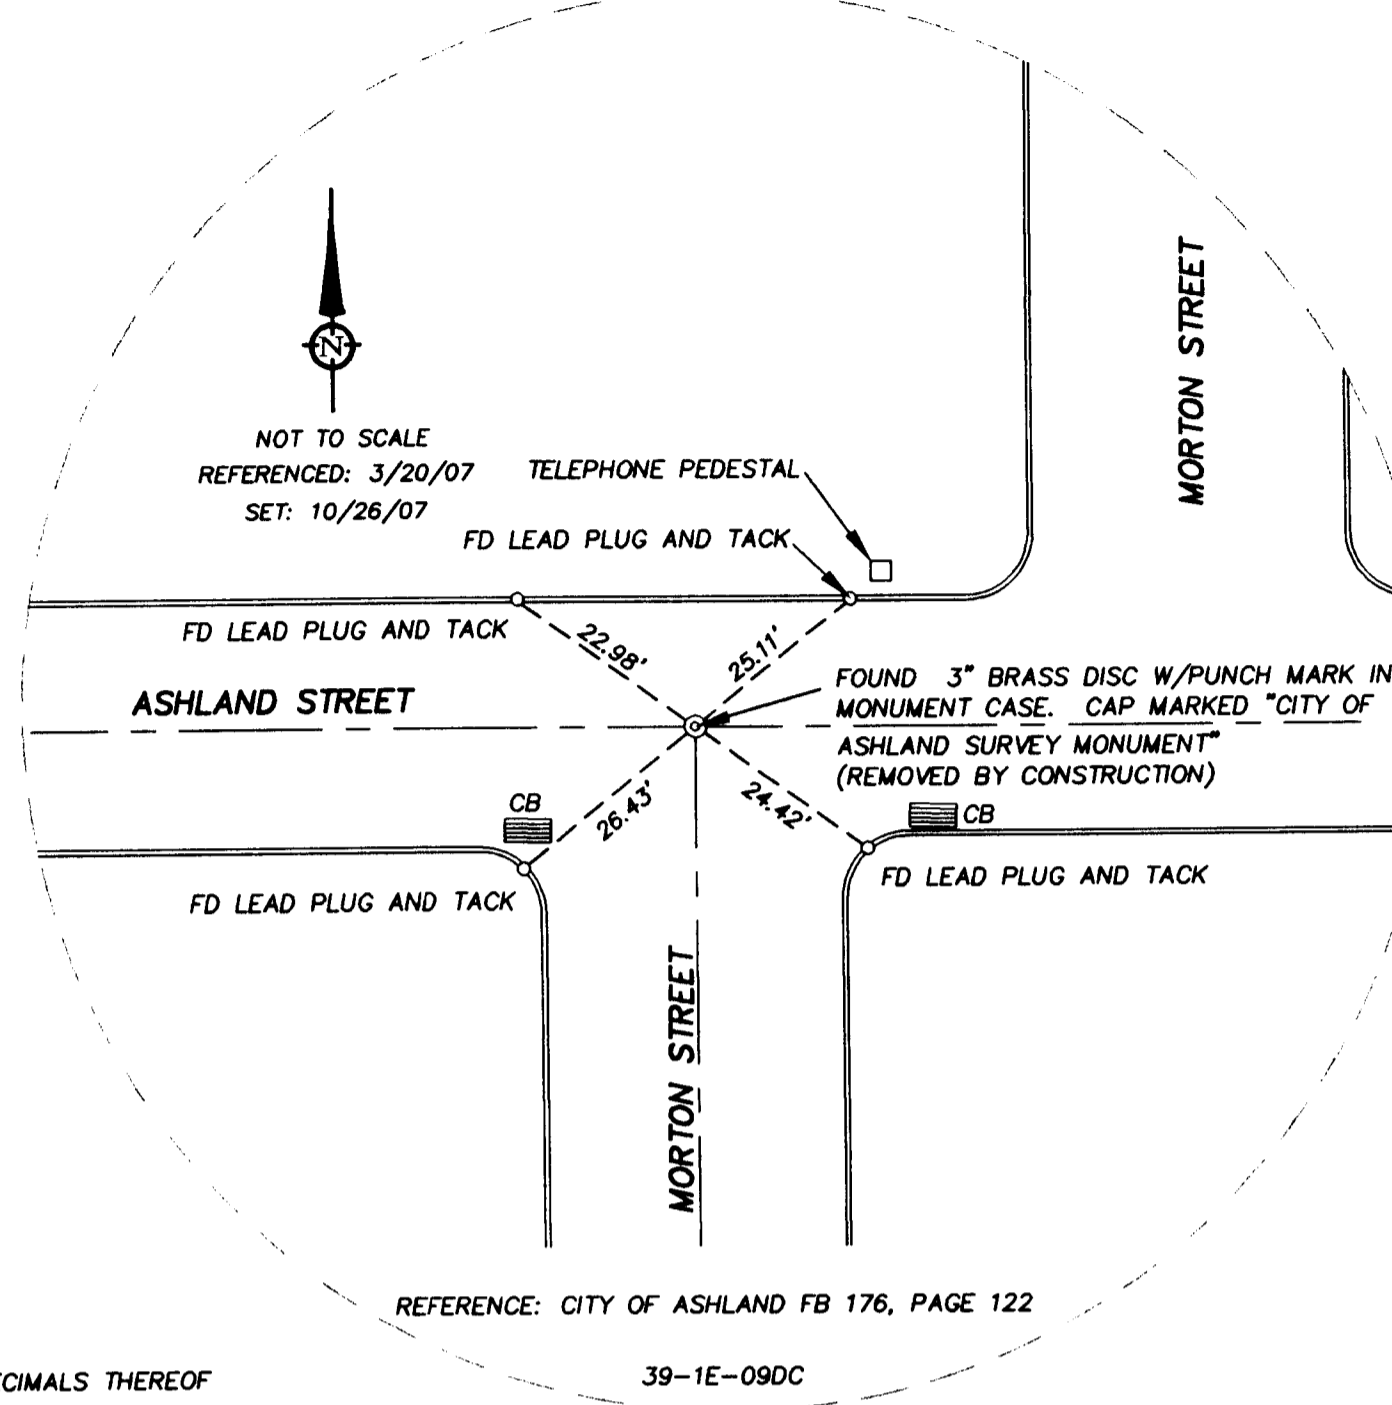 MORTON STREET
N
NOT TO SCALE
REFERENCED: 3/20/07
SET: 10/26/07
TELEPHONE PEDESTAL
FD LEAD PLUG AND TACK
FD LEAD PLUG AND TACK
22.98'
25.11'
ASHLAND STREET
FOUND 3" BRASS DISC W/PUNCH MARK IN
MONUMENT CASE. CAP MARKED "CITY OF
ASHLAND SURVEY MONUMENT"
(REMOVED BY CONSTRUCTION)
CB
26.43'
24.42'
CB
FD LEAD PLUG AND TACK
FD LEAD PLUG AND TACK
MORTON STREET
REFERENCE: CITY OF ASHLAND FB 176, PAGE 122
39-1E-09DC
CIMALS THEREOF